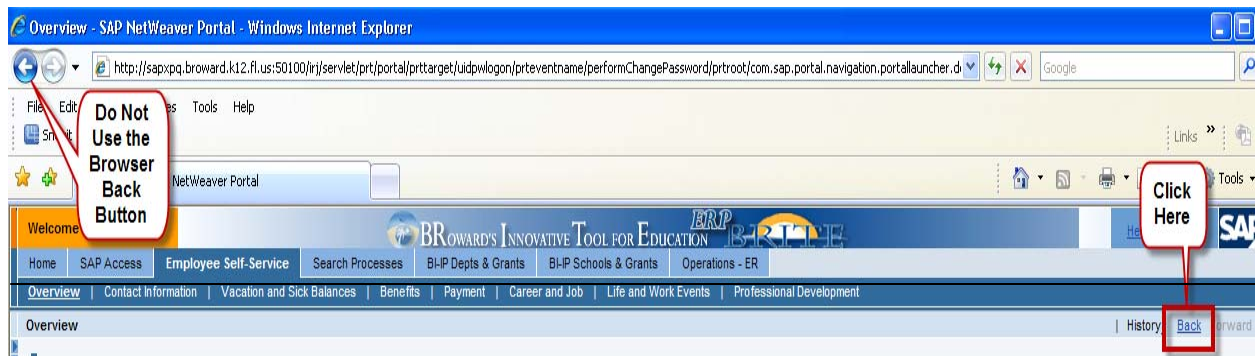 Overview - SAP NetWeaver Portal - Windows Internet Explorer
http://sapxpq.broward.k12.fl.us:50100/irj/servlet/prt/portal/prttarget/uidpwlogon/prteventname/performChangePassword/prtroot/com.sap.portal.navigation.portallauncher.d
Google
File Edit Tools Help
Do Not
Use the
Browser
Back
Button
Links »
NetWeaver Portal
Tools
Click
Here
Welcome
BROWARD'S INNOVATIVE TOOL FOR EDUCATION
ERP
BRITE
SAP
Home SAP Access Employee Self-Service Search Processes BI-IP Depts & Grants BI-IP Schools & Grants Operations - ER
Overview | Contact Information | Vacation and Sick Balances | Benefits | Payment | Career and Job | Life and Work Events | Professional Development
Overview
| History Back